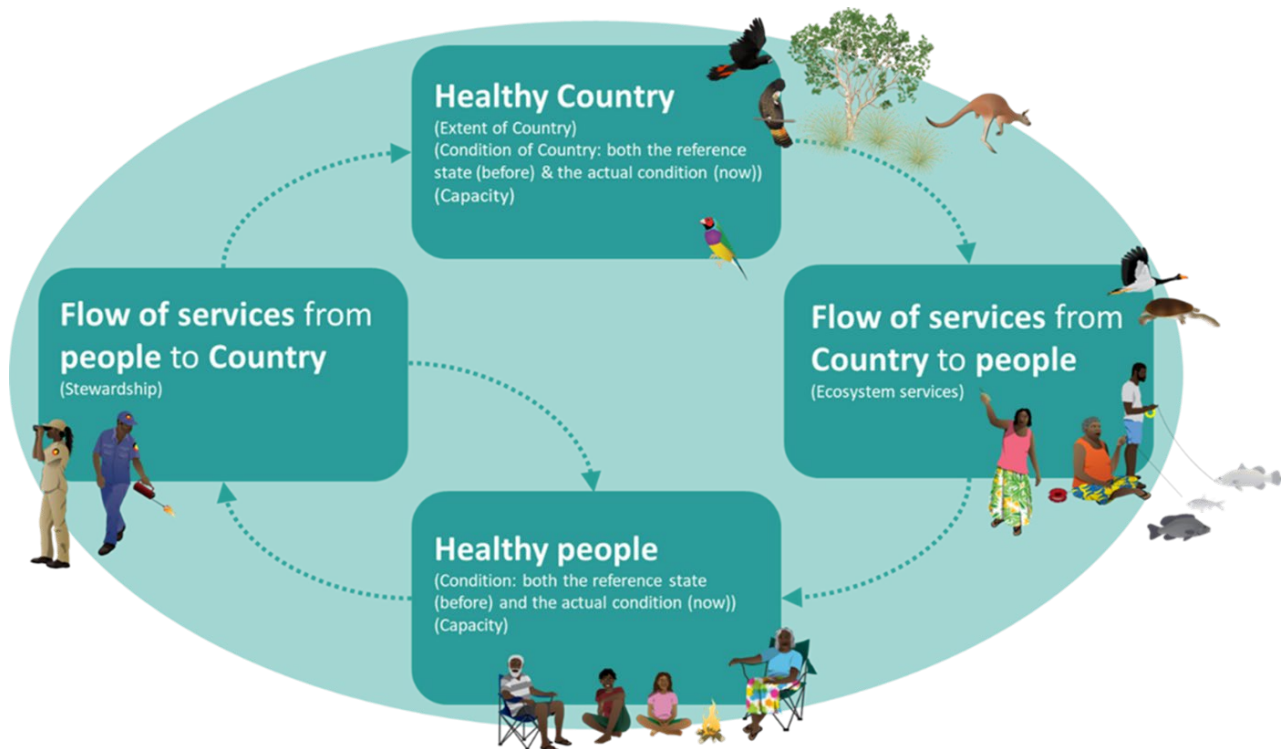 Healthy Country
(Extent of Country)
(Condition of Country: both the reference
state (before) & the actual condition (now))
(Capacity)
Flow of services from
people to Country
(Stewardship)
Flow of services from
Country to people
(Ecosystem services)
Healthy people
(Condition: both the reference state
(before) and the actual condition (now))
(Capacity)